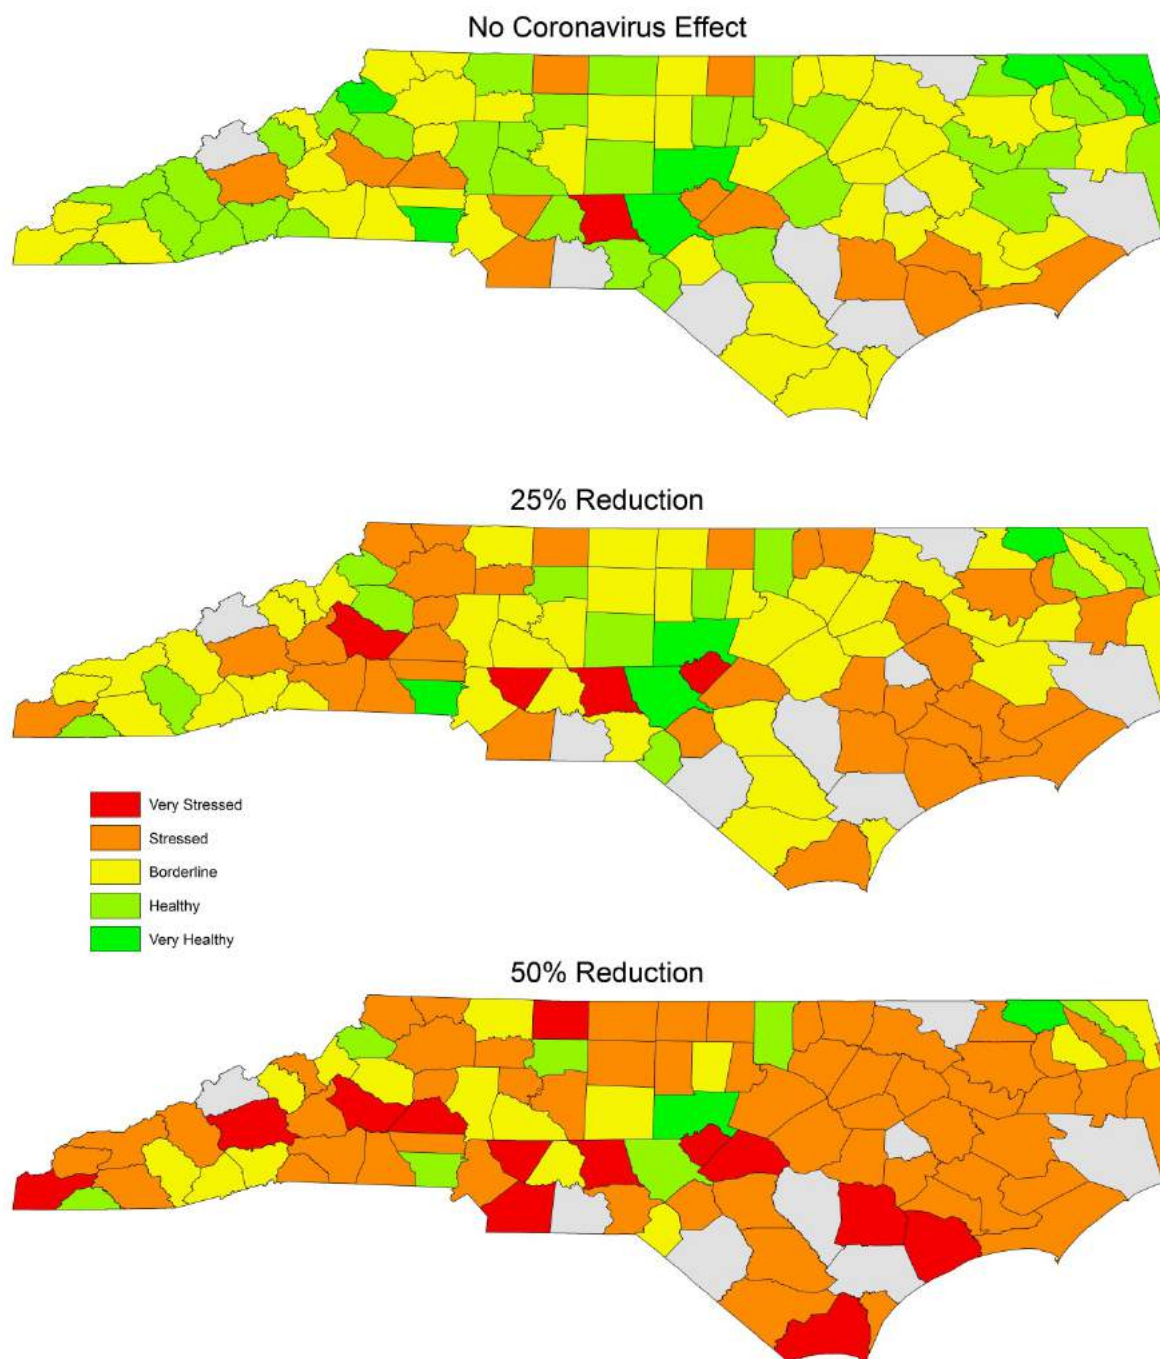 No Coronavirus Effect
25% Reduction
Very Stressed
Stressed
Borderline
Healthy
Very Healthy
50% Reduction